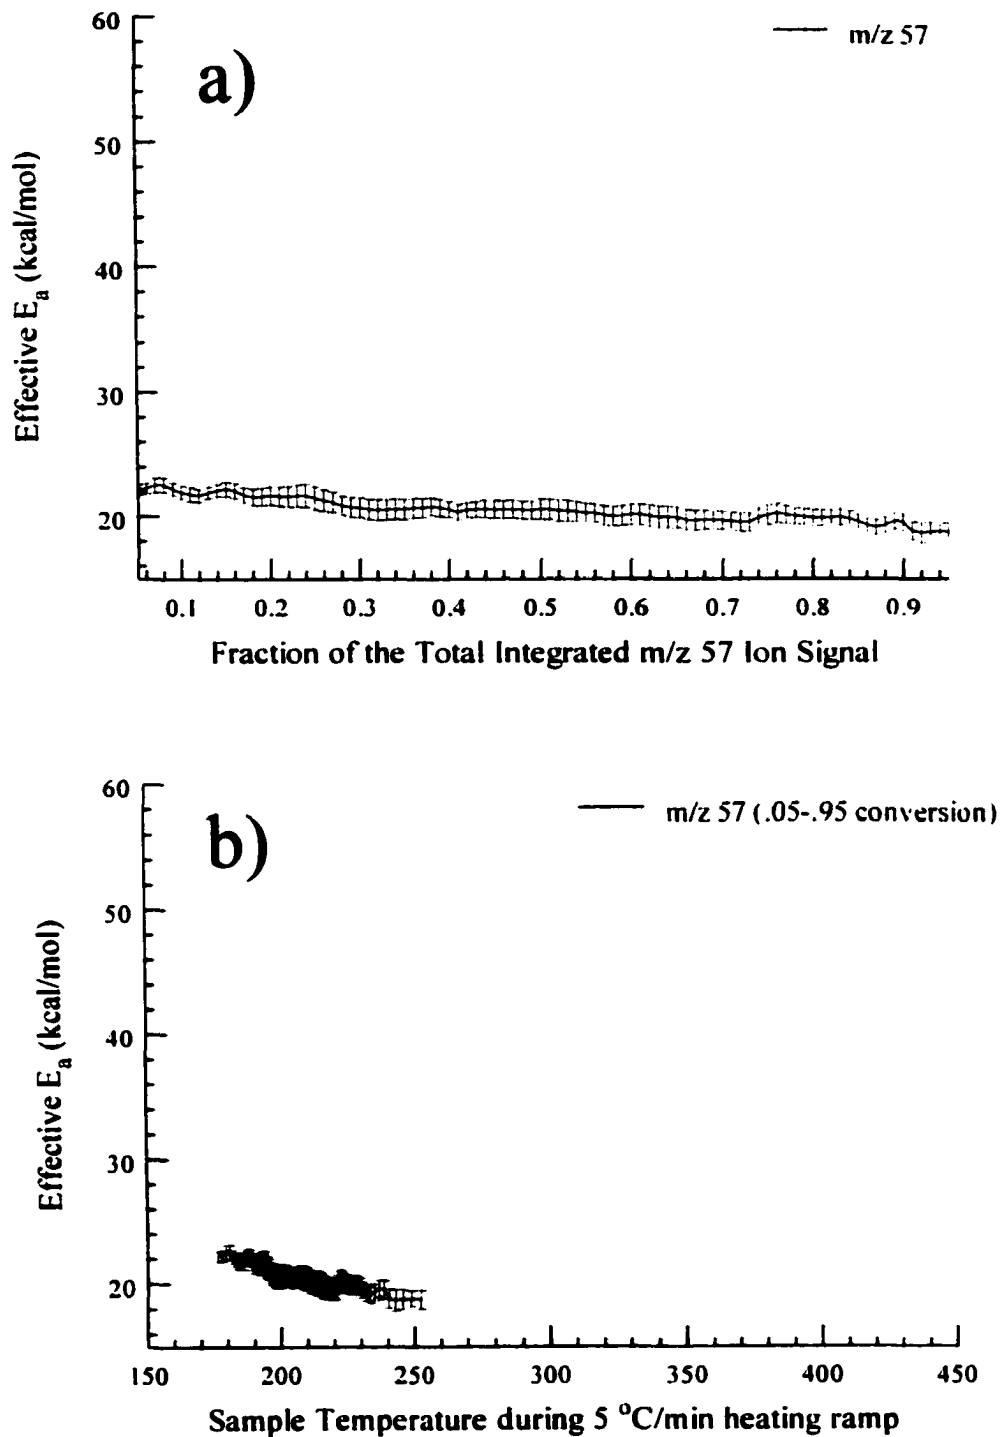 60
m/z 57
a)
50
40
30
20
Effective Ea (kcal/mol)
0.1 0.2 0.3 0.4 0.5 0.6 0.7 0.8 0.9
Fraction of the Total Integrated m/z 57 Ion Signal
60
m/z 57 (.05-.95 conversion)
b)
50
40
30
20
Effective Ea (kcal/mol)
150 200 250 300 350 400 450
Sample Temperature during 5 °C/min heating ramp